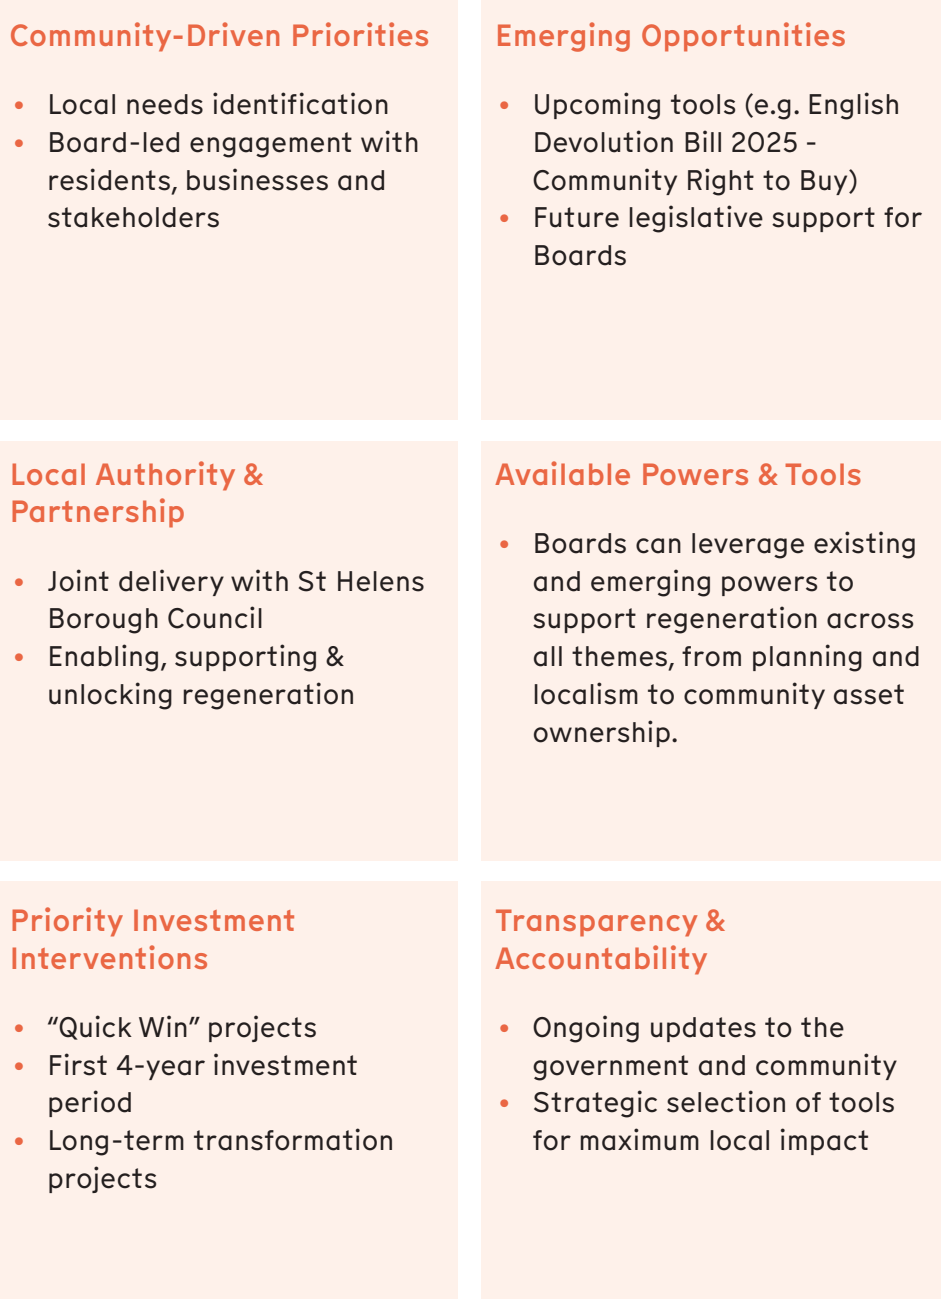 Community-Driven Priorities
• Local needs identification
• Board-led engagement with
residents, businesses and
stakeholders
Emerging Opportunities
• Upcoming tools (e.g. English
Devolution Bill 2025 -
Community Right to Buy)
• Future legislative support for
Boards
Local Authority &
Partnership
• Joint delivery with St Helens
Borough Council
• Enabling, supporting &
unlocking regeneration
Available Powers & Tools
• Boards can leverage existing
and emerging powers to
support regeneration across
all themes, from planning and
localism to community asset
ownership.
Priority Investment
Interventions
• “Quick Win” projects
• First 4-year investment
period
• Long-term transformation
projects
Transparency &
Accountability
• Ongoing updates to the
government and community
• Strategic selection of tools
for maximum local impact